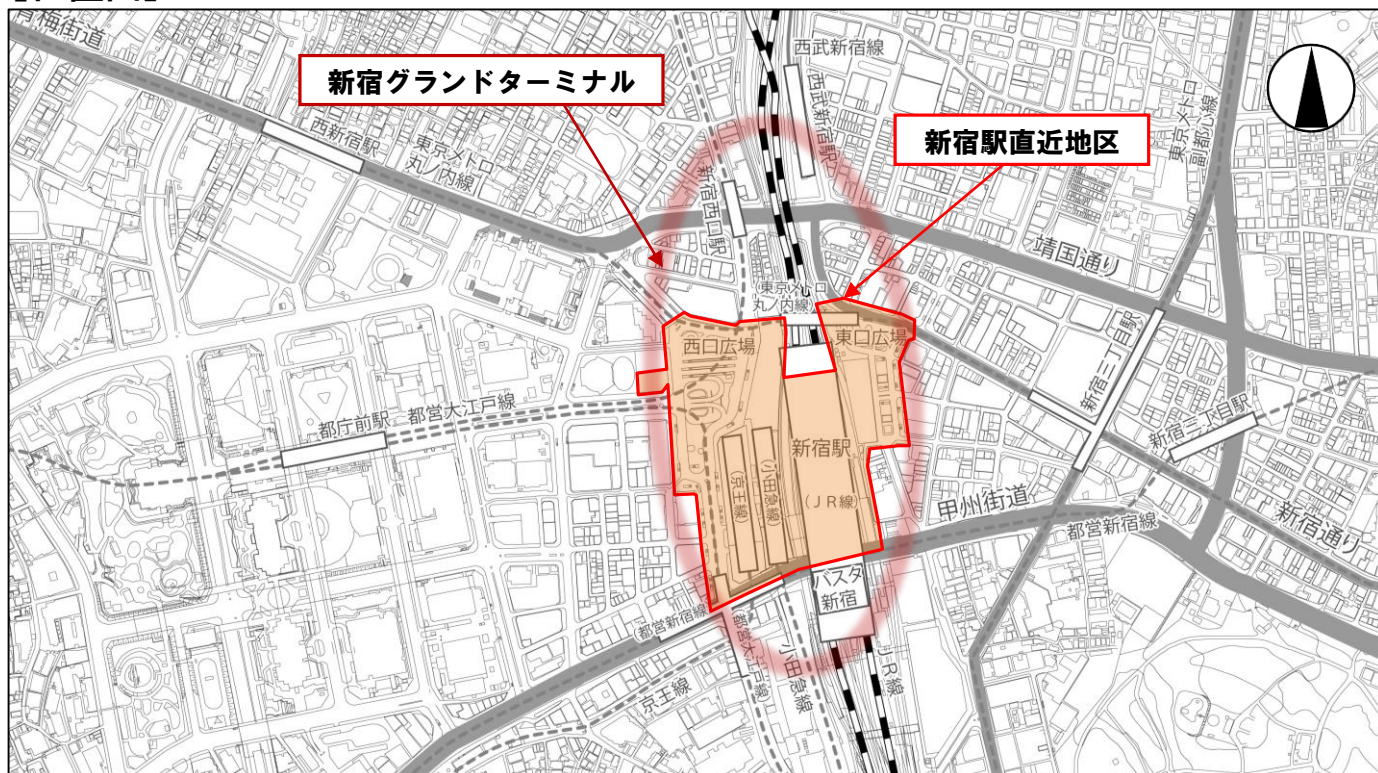 青梅街道
西武新宿線
新宿グランドターミナル
新宿駅直近地区
西新宿駅
東京メトロ
丸ノ内線
西武新宿駅
東京メトロ
副都心線
新宿西口駅
靖国通り
(東京メトロ
丸ノ内線)
西口広場
東口広場
新宿三丁目駅
都庁前駅
都営大江戸線
新宿駅
新宿三丁目駅
(京王線)
(小田急線)
(JR線)
甲州街道
都営新宿線
新宿通り
バスタ
新宿
(都営新宿線)
都営大江戸線
小田急線
JR線
京王線